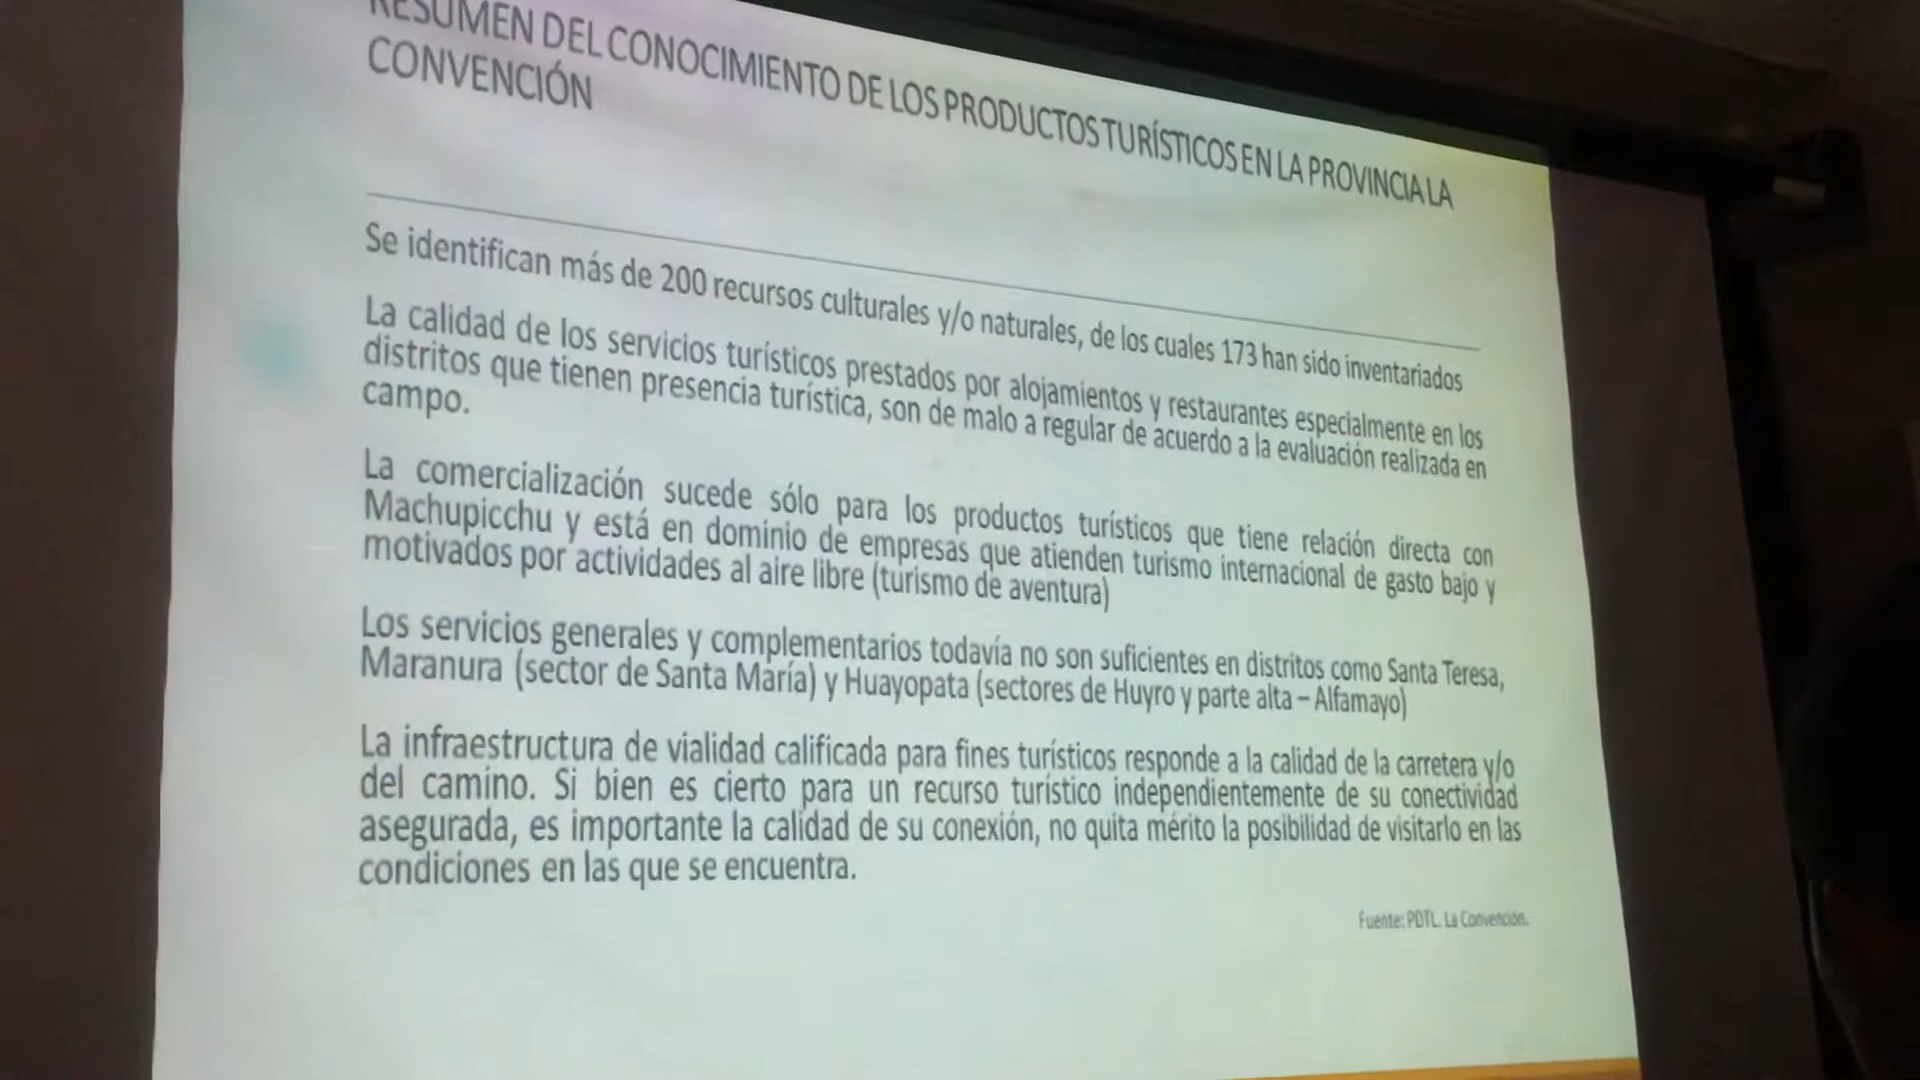 RESUMEN DEL CONOCIMIENTO DE LOS PRODUCTOS TURÍSTICOS EN LA PROVINCIA LA
CONVENCIÓN
Se identifican más de 200 recursos culturales y/o naturales, de los cuales 173 han sido inventariados
La calidad de los servicios turísticos prestados por alojamientos y restaurantes especialmente en los
distritos que tienen presencia turística, son de malo a regular de acuerdo a la evaluación realizada en
campo.
La comercialización sucede sólo para los productos turísticos que tiene relación directa con
Machupicchu y está en dominio de empresas que atienden turismo internacional de gasto bajo y
motivados por actividades al aire libre (turismo de aventura)
Los servicios generales y complementarios todavía no son suficientes en distritos como Santa Teresa,
Maranura (sector de Santa María) y Huayopata (sectores de Huyro y parte alta – Alfamayo)
La infraestructura de vialidad calificada para fines turísticos responde a la calidad de la carretera y/o
del camino. Si bien es cierto para un recurso turístico independientemente de su conectividad
asegurada, es importante la calidad de su conexión, no quita mérito la posibilidad de visitarlo en las
condiciones en las que se encuentra.
Fuente: PDTL. La Convención.